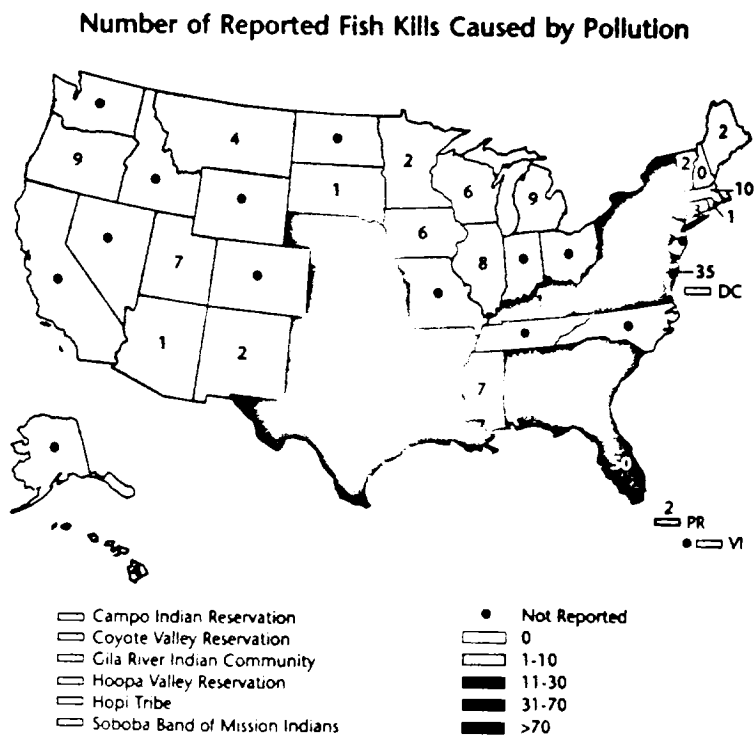 Number of Reported Fish Kills Caused by Pollution
2
4
2
2
0
9
1
6
9
10
1
6
7
8
35
DC
1
2
7
50
2
PR
VI
Campo Indian Reservation
Coyote Valley Reservation
Gila River Indian Community
Hoopa Valley Reservation
Hopi Tribe
Soboba Band of Mission Indians
Not Reported
0
1-10
11-30
31-70
>70